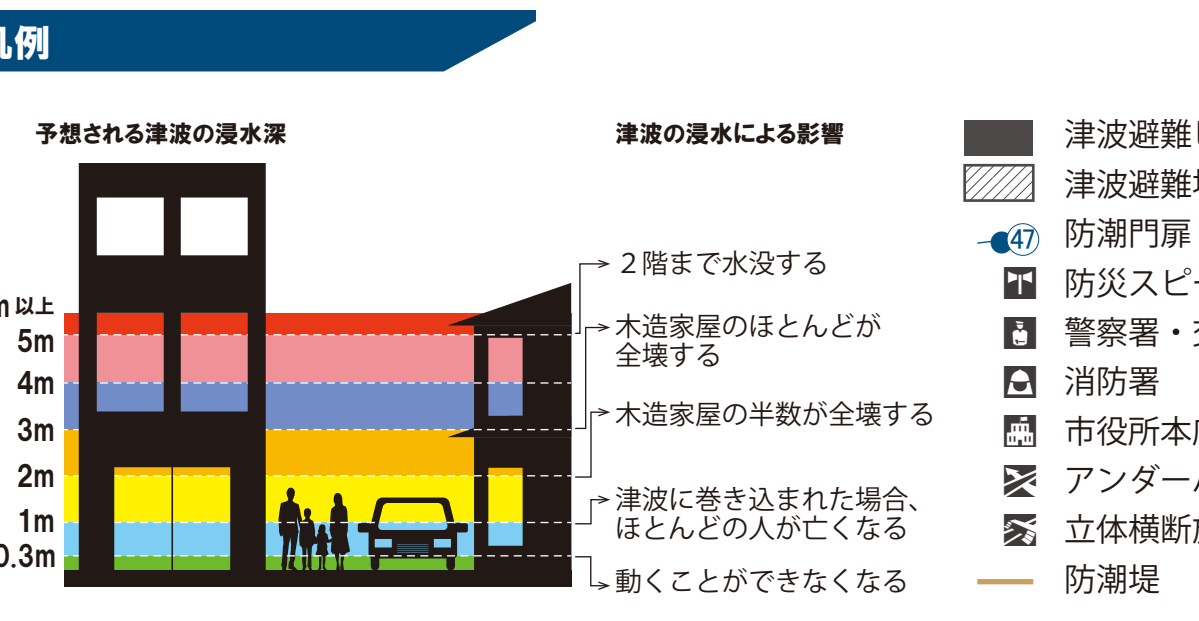 凡例
予想される津波の浸水深
m 以上
5m
4m
3m
2m
1m
0.3m
津波の浸水による影響
２階まで水没する
木造家屋のほとんどが
全壊する
木造家屋の半数が全壊する
津波に巻き込まれた場合、
ほとんどの人が亡くなる
動くことができなくなる
津波避難
津波避難
47 防潮門扉
防災スピー
警察署・
消防署
市役所本
アンダー
立体横断
防潮堤